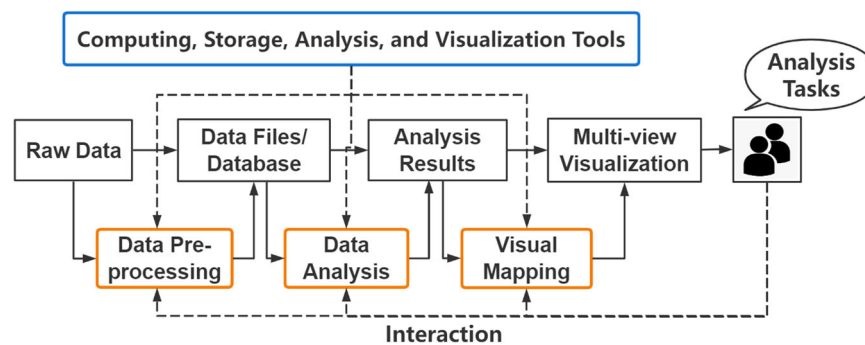 Computing, Storage, Analysis, and Visualization Tools
Analysis
Tasks
Raw Data
Data Files/
Database
Analysis
Results
Multi-view
Visualization
Data Pre-
processing
Data
Analysis
Visual
Mapping
Interaction